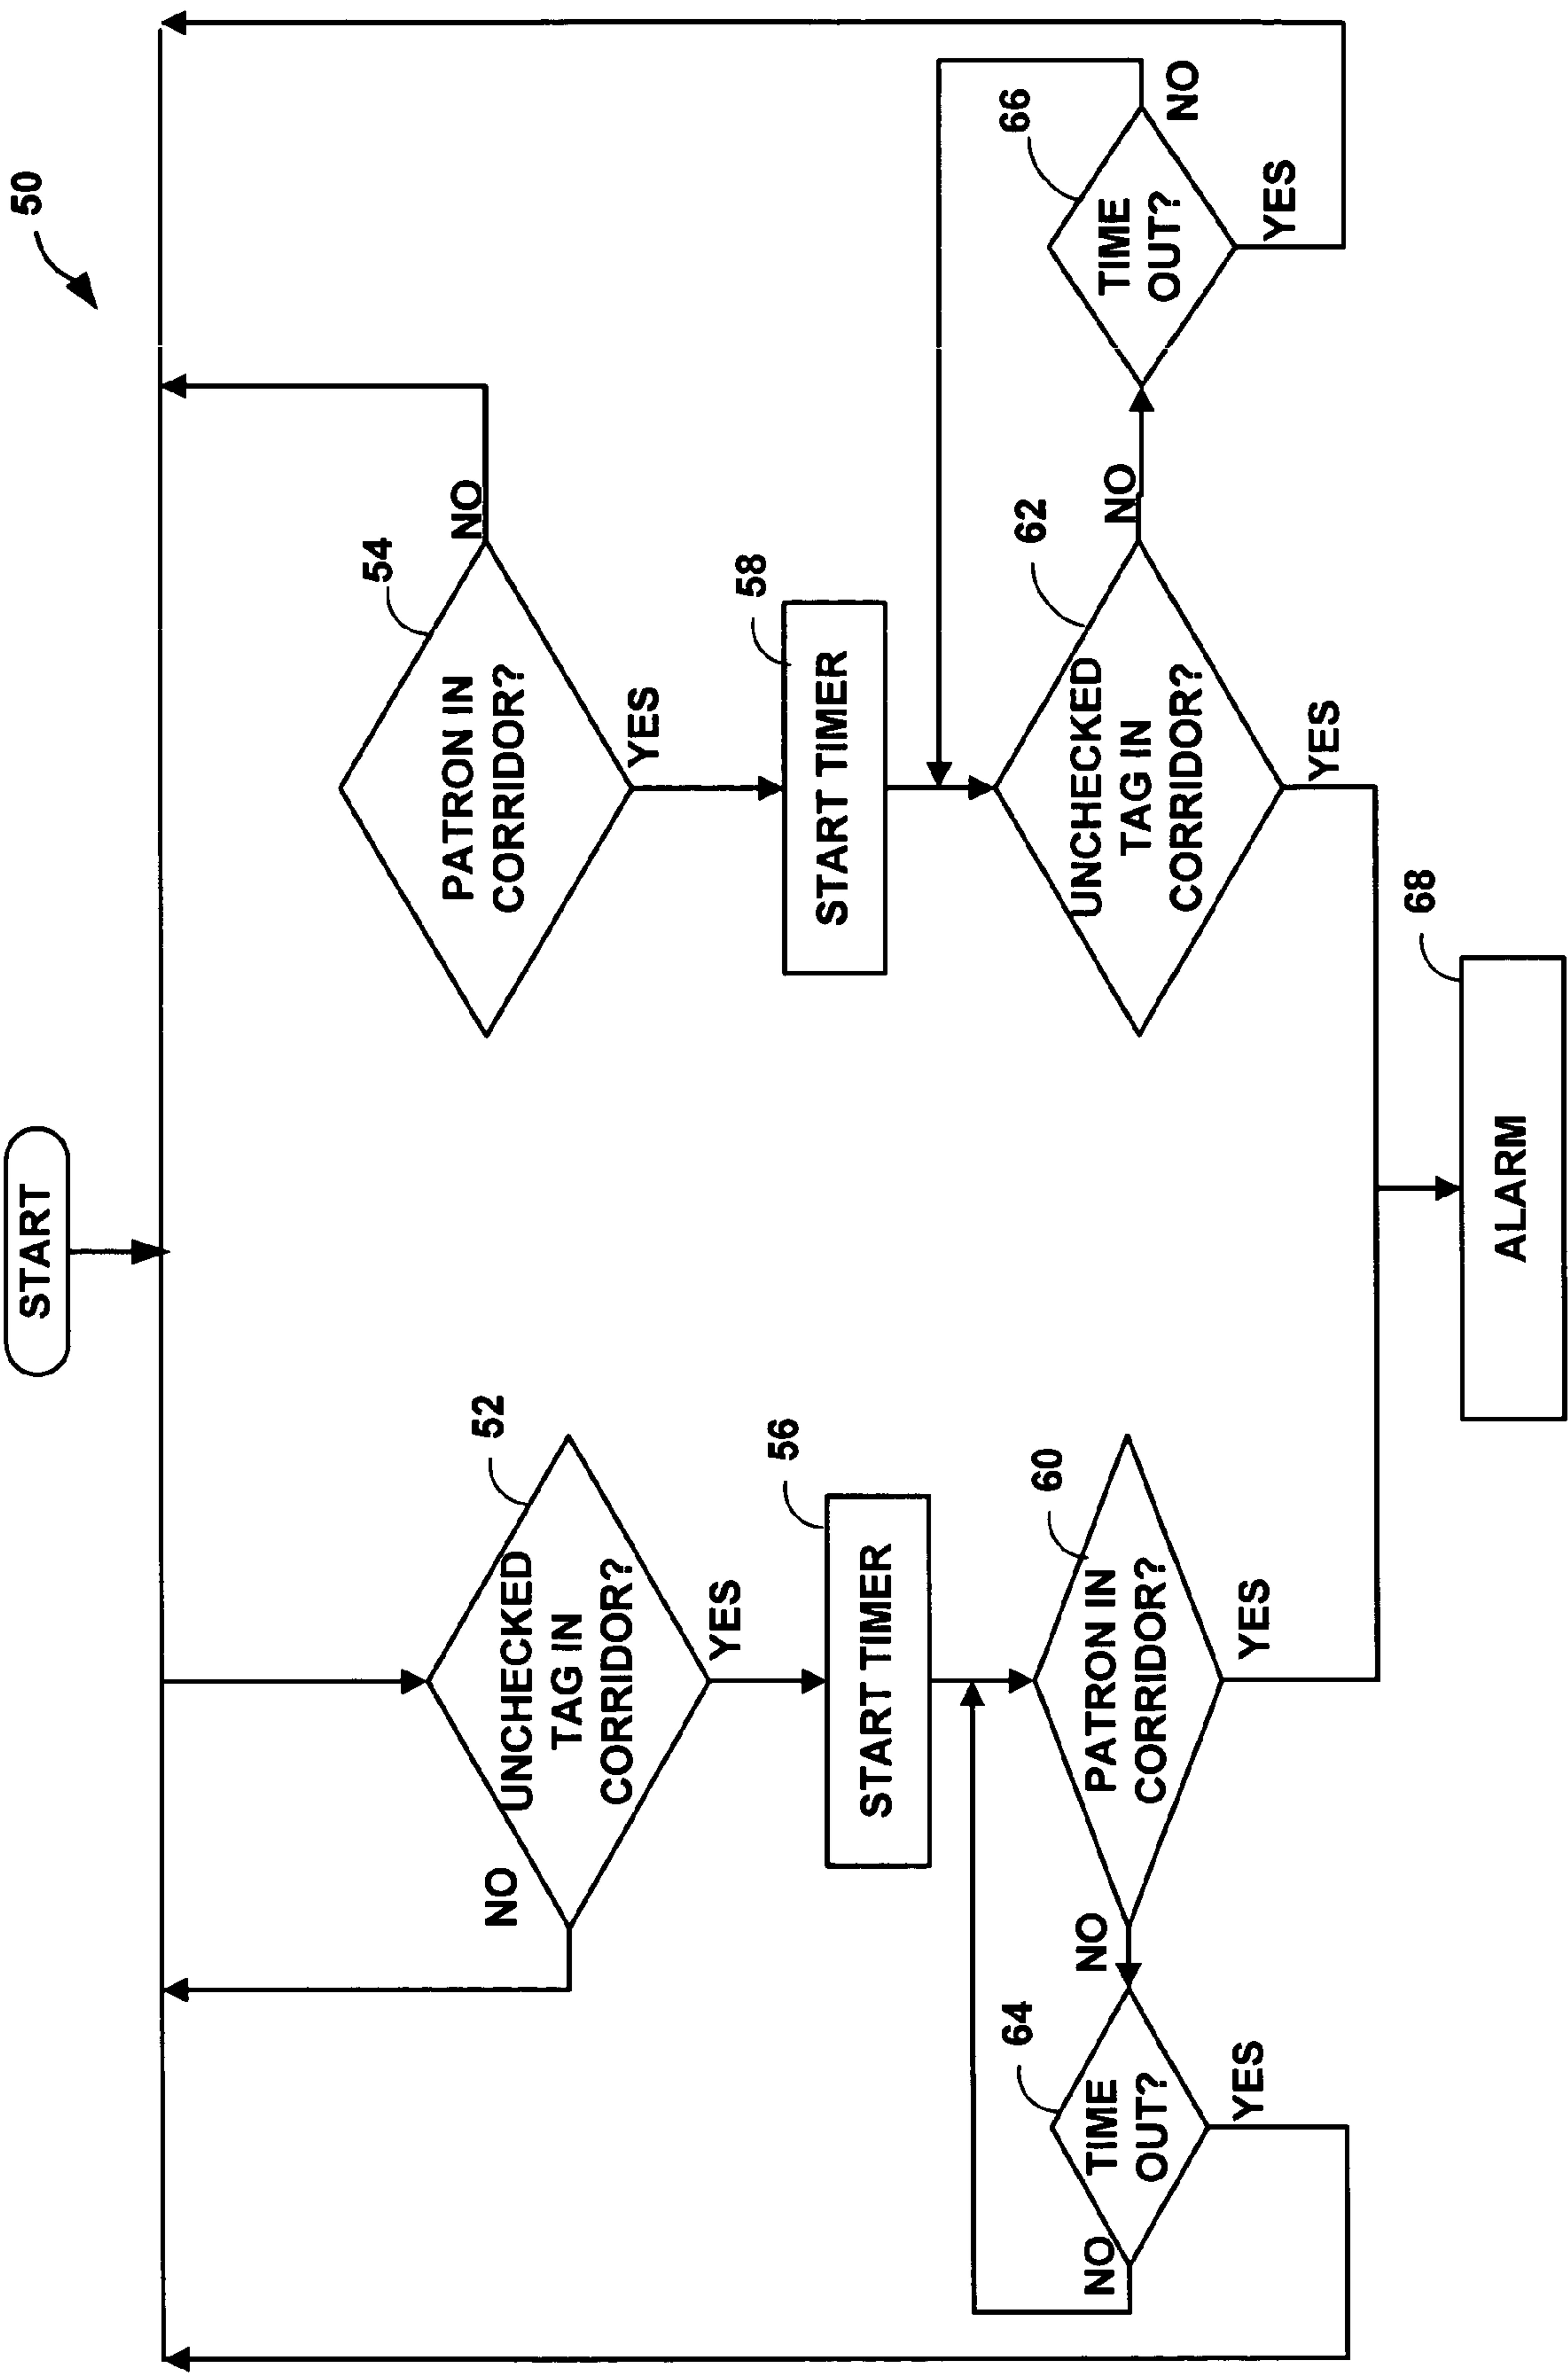 50
START
52
UNCHECKED
TAG IN
CORRIDOR?
NO
YES
54
PATRON IN
CORRIDOR?
NO
YES
56
START TIMER
58
START TIMER
60
PATRON IN
CORRIDOR?
NO
YES
62
UNCHECKED
TAG IN
CORRIDOR?
NO
YES
64
TIME
OUT?
NO
YES
66
TIME
OUT?
NO
YES
68
ALARM